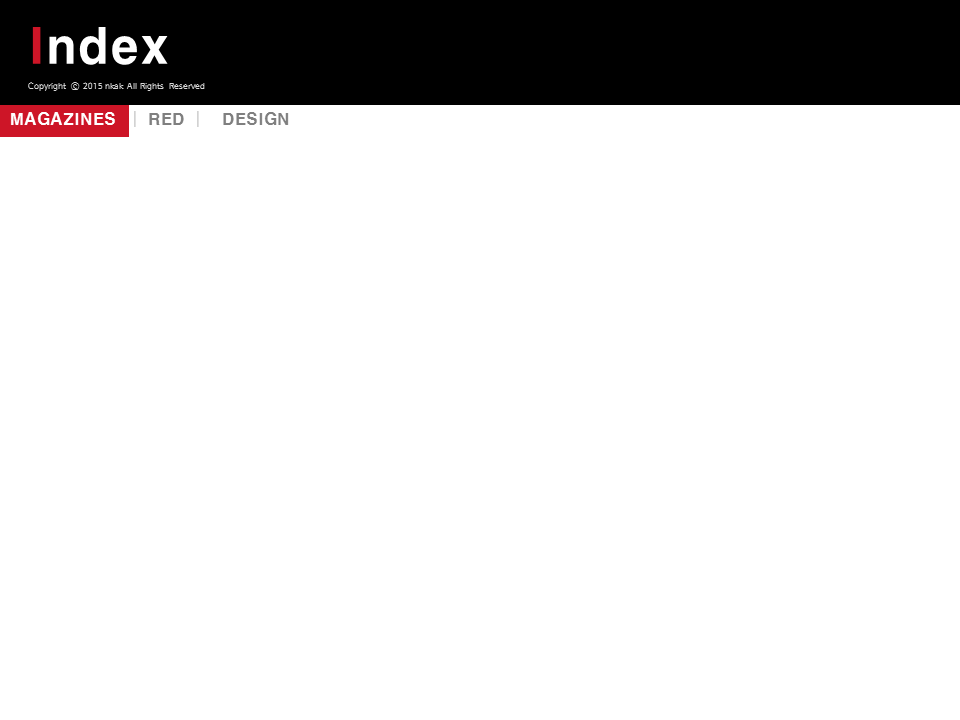 Index
Copyright ⓒ 2015 nkak All Rights Reserved
MAGAZINES | RED | DESIGN